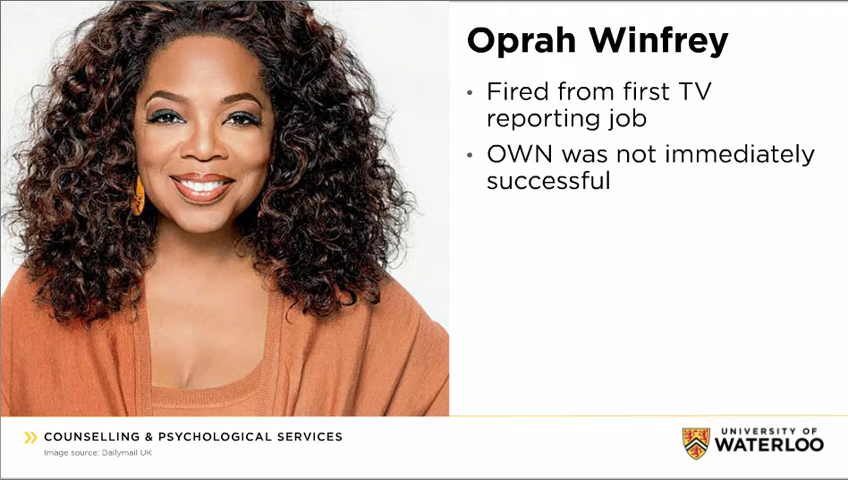 Oprah Winfrey
• Fired from first TV
reporting job
• OWN was not immediately
successful
COUNSELLING & PSYCHOLOGICAL SERVICES
Image source: Dailymail UK
UNIVERSITY OF
WATERLOO